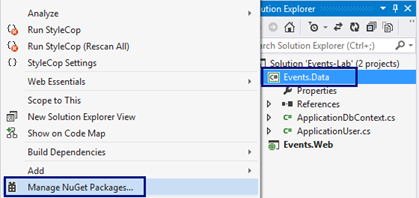 Analyze
Run StyleCop
Run StyleCop (Rescan All)
StyleCop Settings
Web Essentials
Scope to This
New Solution Explorer View
Show on Code Map
Build Dependencies
Add
Manage NuGet Packages...
olution Explorer
earch Solution Explorer (Ctrl+;)
Solution 'Events-Lab' (2 projects)
Events.Data
Properties
References
ApplicationDbContext.cs
ApplicationUser.cs
Events.Web